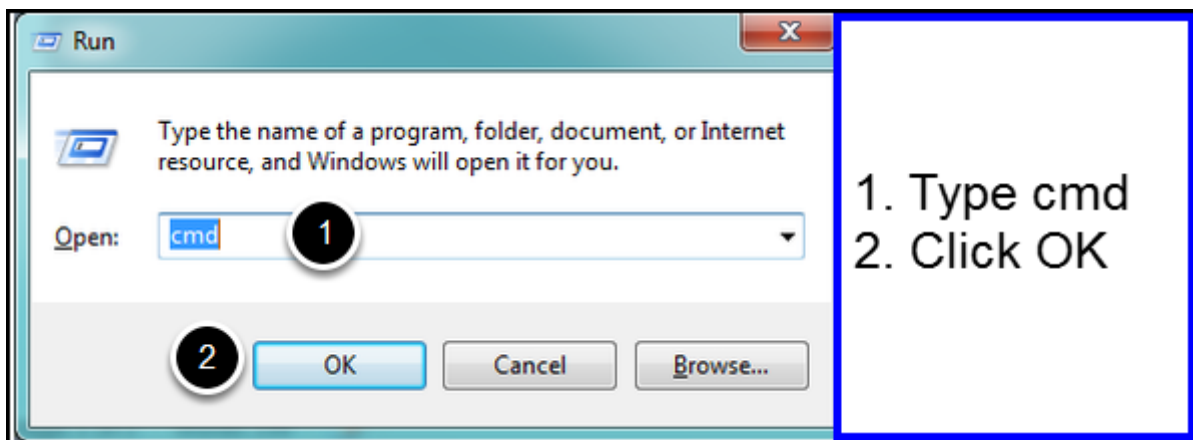 Run
Type the name of a program, folder, document, or Internet
resource, and Windows will open it for you.
Open: cmd 1
2 OK Cancel Browse...
1. Type cmd
2. Click OK